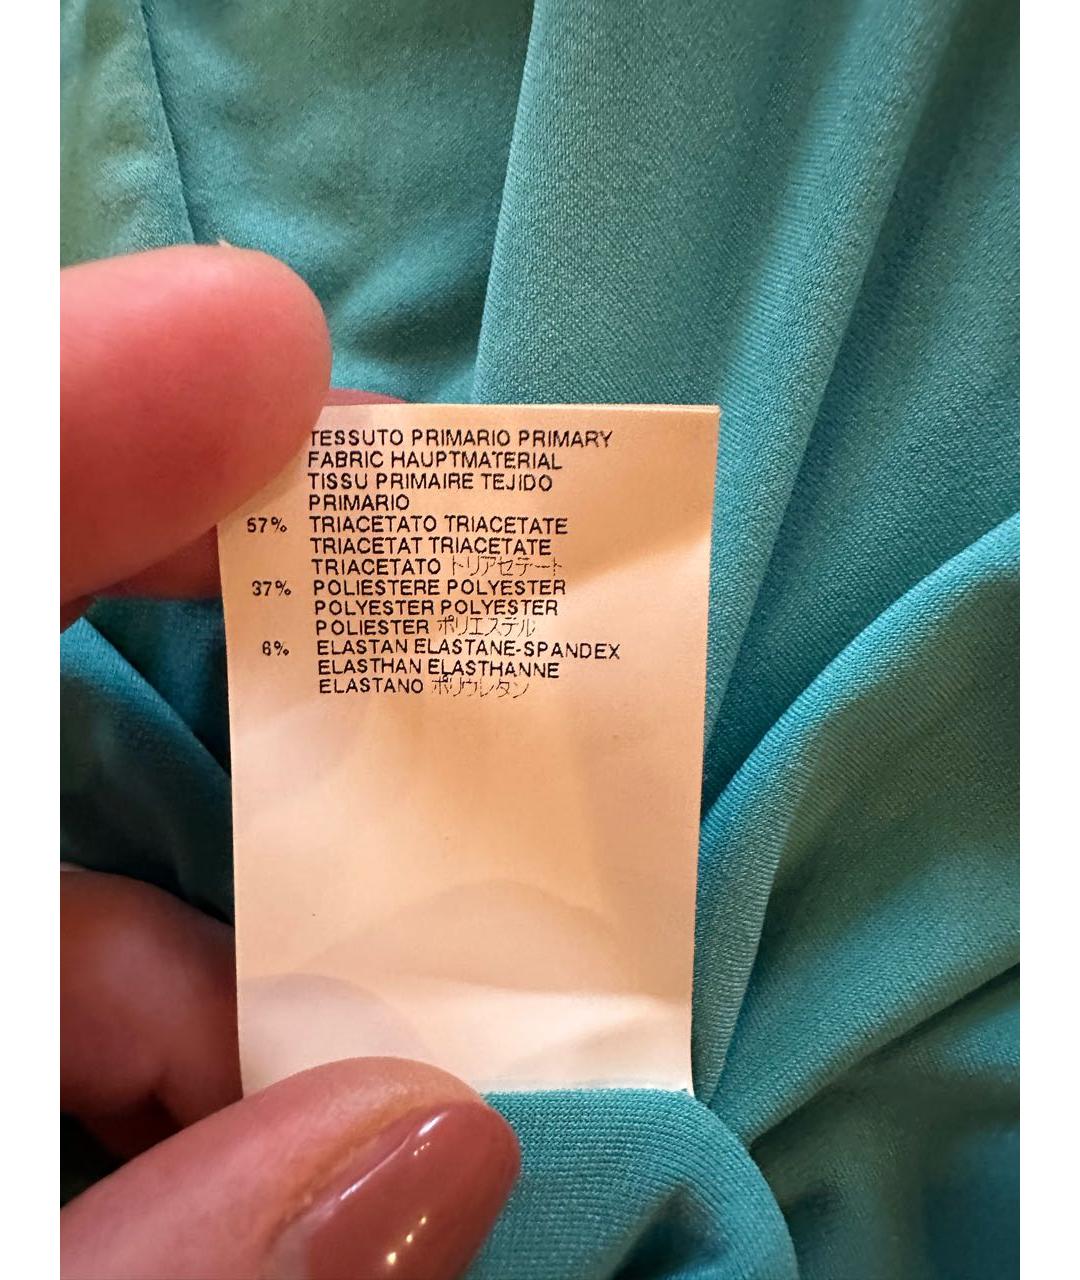 TESSUTO PRIMARIO PRIMARY
FABRIC HAUPTMATERIAL
TISSU PRIMAIRE TEJIDO
PRIMARIO
57% TRIACETATO TRIACETATE
TRIACETAT TRIACETATE
TRIACETATO トリアセテート
37% POLIESTERE POLYESTER
POLYESTER POLYESTER
POLIESTER ポリエステル
6% ELASTAN ELASTANE-SPANDEX
ELASTHAN ELASTHANNE
ELASTANO ポリウレタン